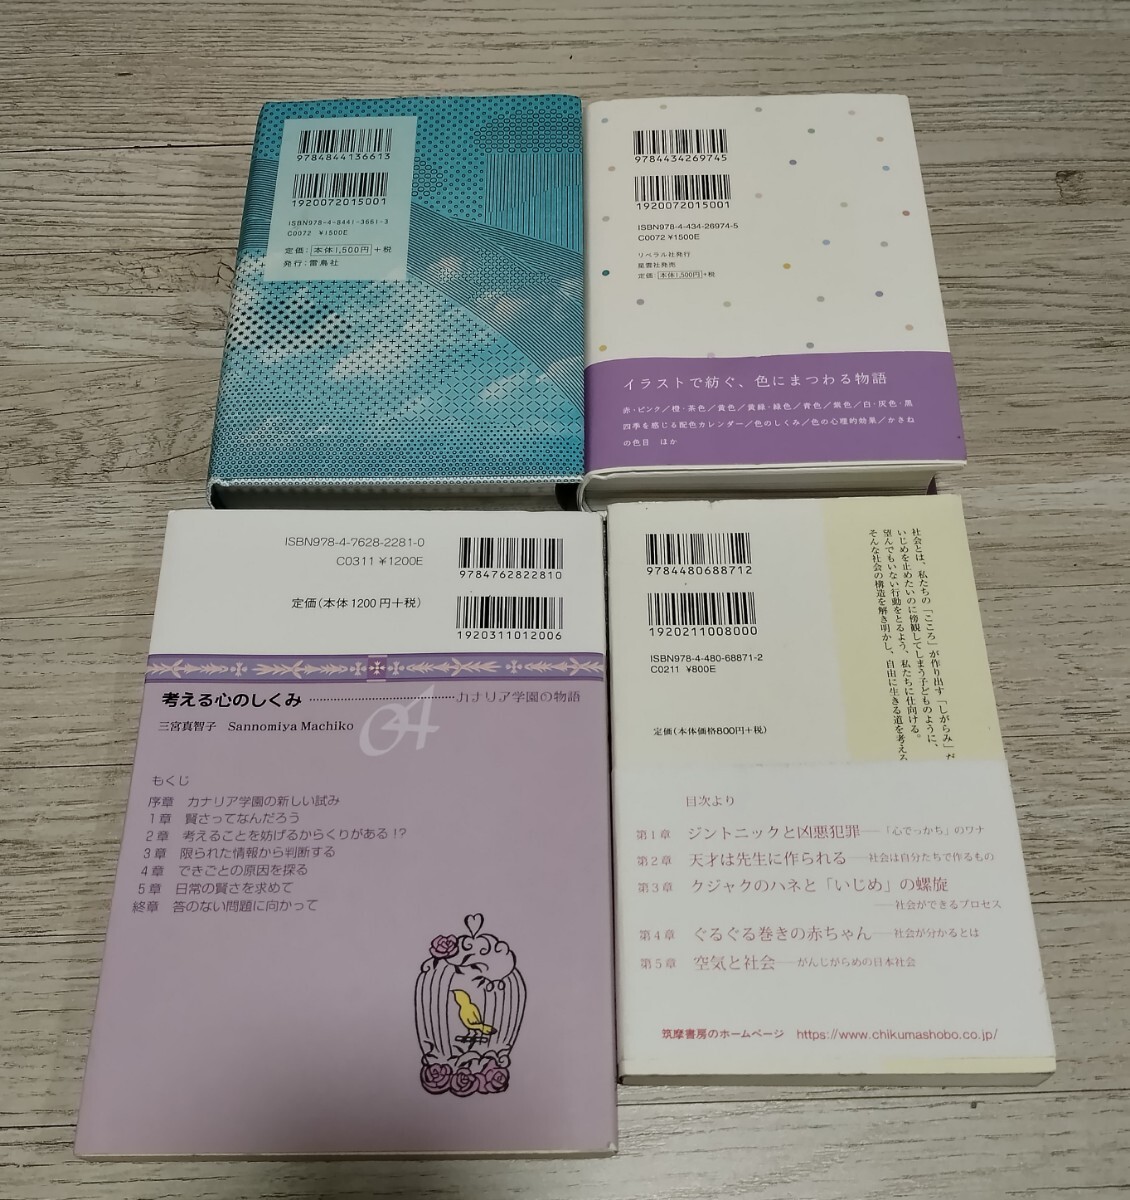 9784844136613
1920072015001
ISBN978-4-8441-3661-3
C0072 ¥1500E
定価：本体1,500円＋税
発行：雷鳥社
9784434269745
1920072015001
ISBN978-4-434-26974-5
C0072 ¥1500E
リベラル社発行
星雲社発売
定価：本体1,500円＋税
イラストで紡ぐ、色にまつわる物語
赤・ピンク／橙・茶色／黄色／黄緑・緑色／青色／紫色／白・灰色・黒
四季を感じる配色カレンダー／色のしくみ／色の心理的効果／かさね
の色目　ほか
ISBN978-4-7628-2281-0
C0311 ¥1200E
9784762822810
定価（本体1200円＋税）
1920311012006
考える心のしくみ……………………カナリア学園の物語
三宮真智子　Sannomiya Machiko
もくじ
序章　カナリア学園の新しい試み
1章　賢さってなんだろう
2章　考えることを妨げるからくりがある!?
3章　限られた情報から判断する
4章　できごとの原因を探る
5章　日常の賢さを求めて
終章　答のない問題に向かって
9784480688712
1920211008000
ISBN978-4-480-68871-2
C0211 ¥800E
定価（本体価格800円＋税）
社会とは、私たちの「こころ」が作り出す「しがらみ」だ
いじめを止めたいのに傍観してしまう子どものように、
望んでもいない行動をとるよう、私たちに仕向ける。
そんな社会の構造を解き明かし、自由に生きる道を考える
目次より
第1章　ジントニックと凶悪犯罪──「心でっかち」のワナ
第2章　天才は先生に作られる──社会は自分たちで作るもの
第3章　クジャクのハネと「いじめ」の螺旋
──社会ができるプロセス
第4章　ぐるぐる巻きの赤ちゃん──社会が分かるとは
第5章　空気と社会──がんじがらめの日本社会
筑摩書房のホームページ　https://www.chikumashobo.co.jp/